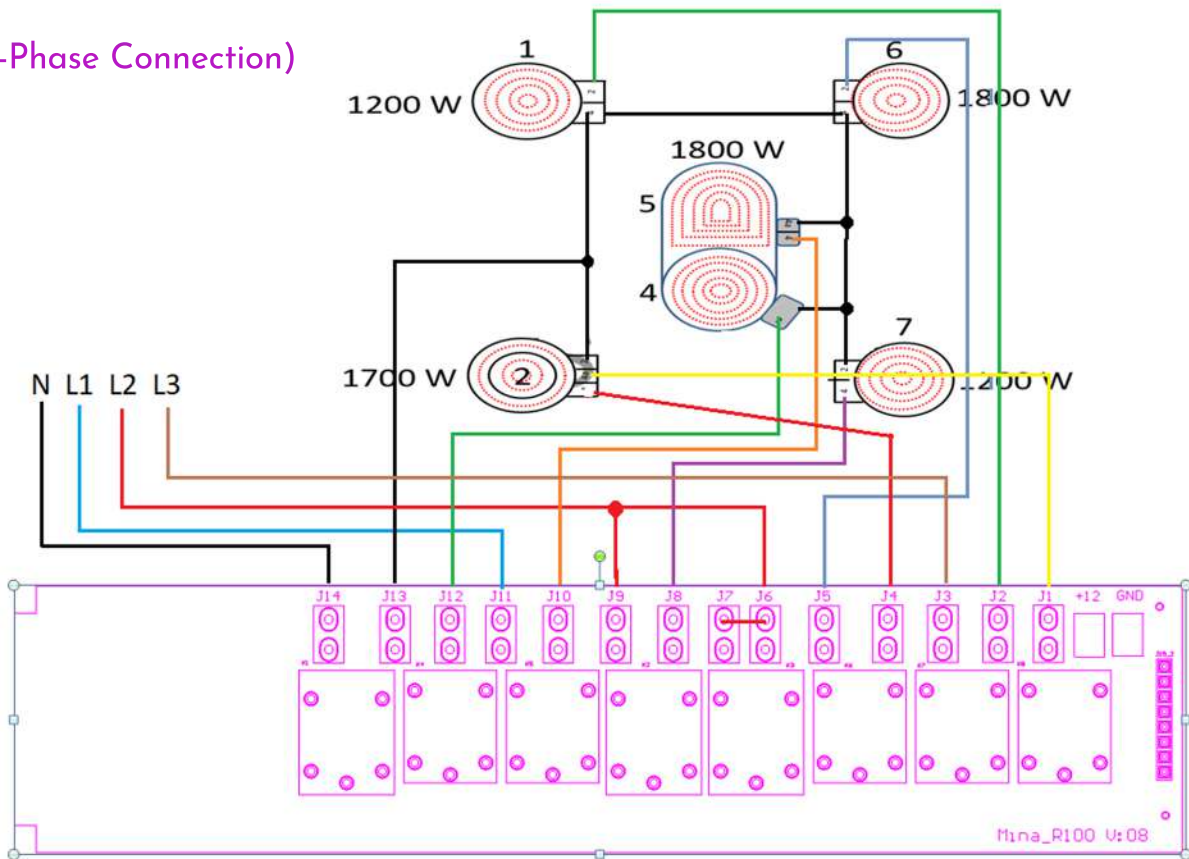 -Phase Connection)
1
6
1200 W
1800 W
1800 W
5
4
7
1700 W
2
1200 W
N L1 L2 L3
J14 J13 J12 J11 J10 J9 J8 J7 J6 J5 J4 J3 J2 J1 +12 GND
Mina_R100 V:08